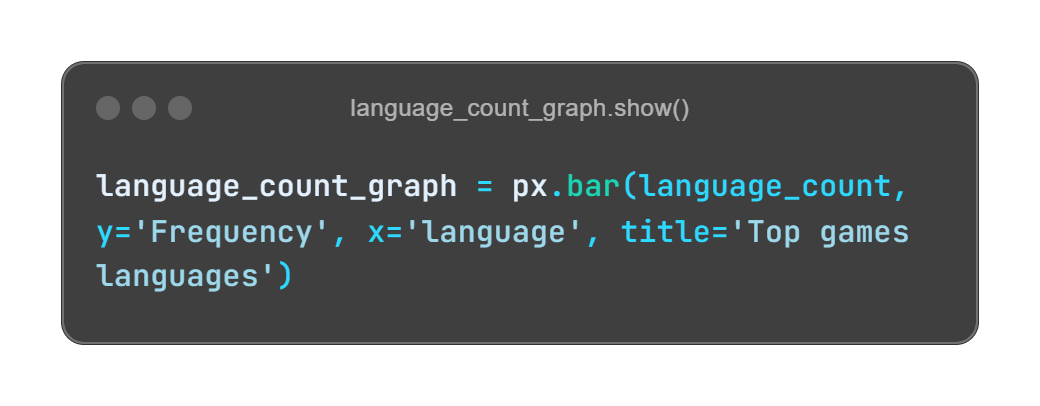 language_count_graph.show()
language_count_graph = px.bar(language_count,
y='Frequency', x='language', title='Top games
languages')